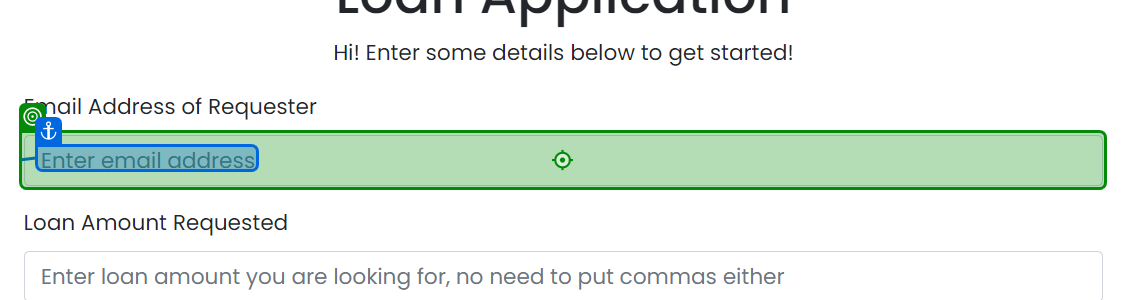 Loan Application
Hi! Enter some details below to get started!
Email Address of Requester
Enter email address
Loan Amount Requested
Enter loan amount you are looking for, no need to put commas either